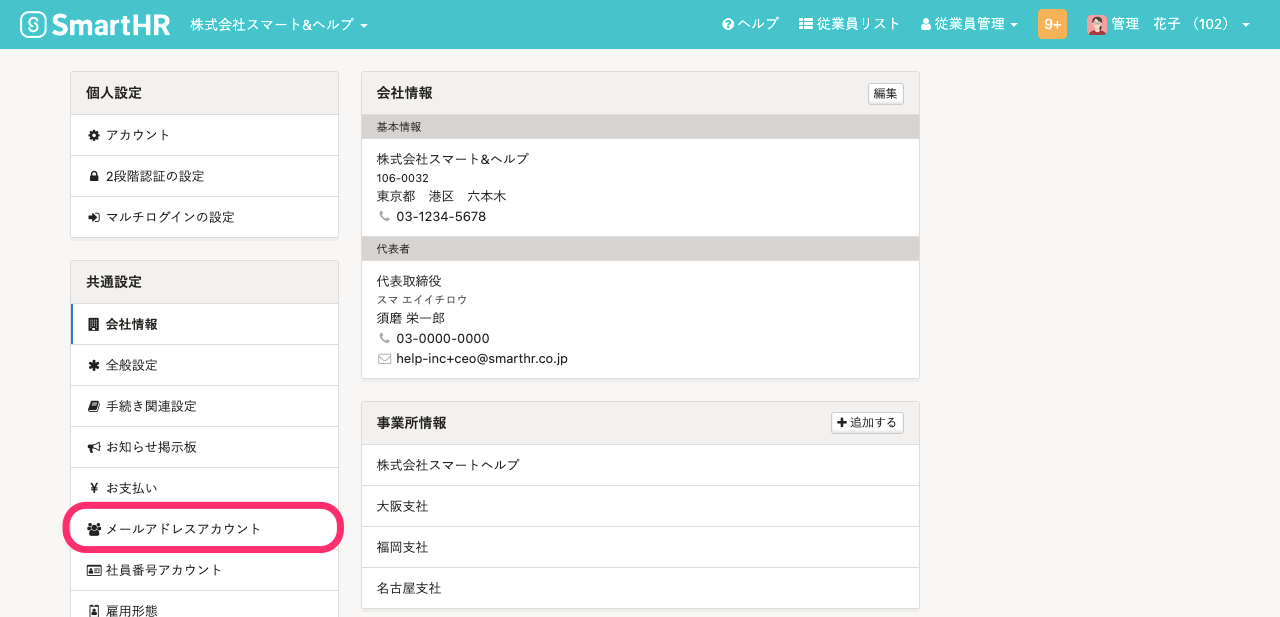 SmartHR 株式会社スマート&ヘルプ ヘルプ 従業員リスト 従業員管理 9+ 管理 花子 (102)
個人設定
アカウント
2段階認証の設定
マルチログインの設定
共通設定
会社情報
全般設定
手続き関連設定
お知らせ掲示板
お支払い
メールアドレスアカウント
社員番号アカウント
雇用形態
会社情報 編集
基本情報
株式会社スマート&ヘルプ
106-0032
東京都 港区 六本木
03-1234-5678
代表者
代表取締役
スマ エイイチロウ
須磨 栄一郎
03-0000-0000
help-inc+ceo@smarthr.co.jp
事業所情報 追加する
株式会社スマートヘルプ
大阪支社
福岡支社
名古屋支社